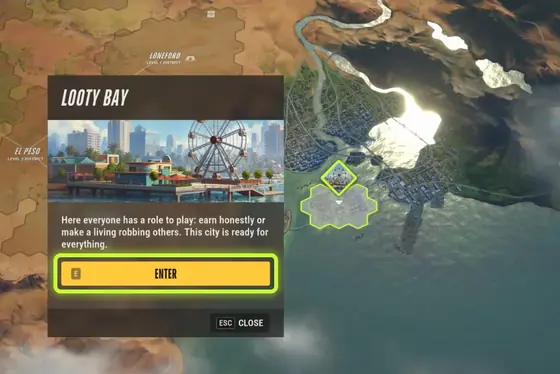 LONEFORD
LEVEL 1 DISTRICT
LOOTY BAY
EL PESO
LEVEL 2 DISTRICT
Here everyone has a role to play: earn honestly or
make a living robbing others. This city is ready for
everything.
E ENTER
ESC CLOSE